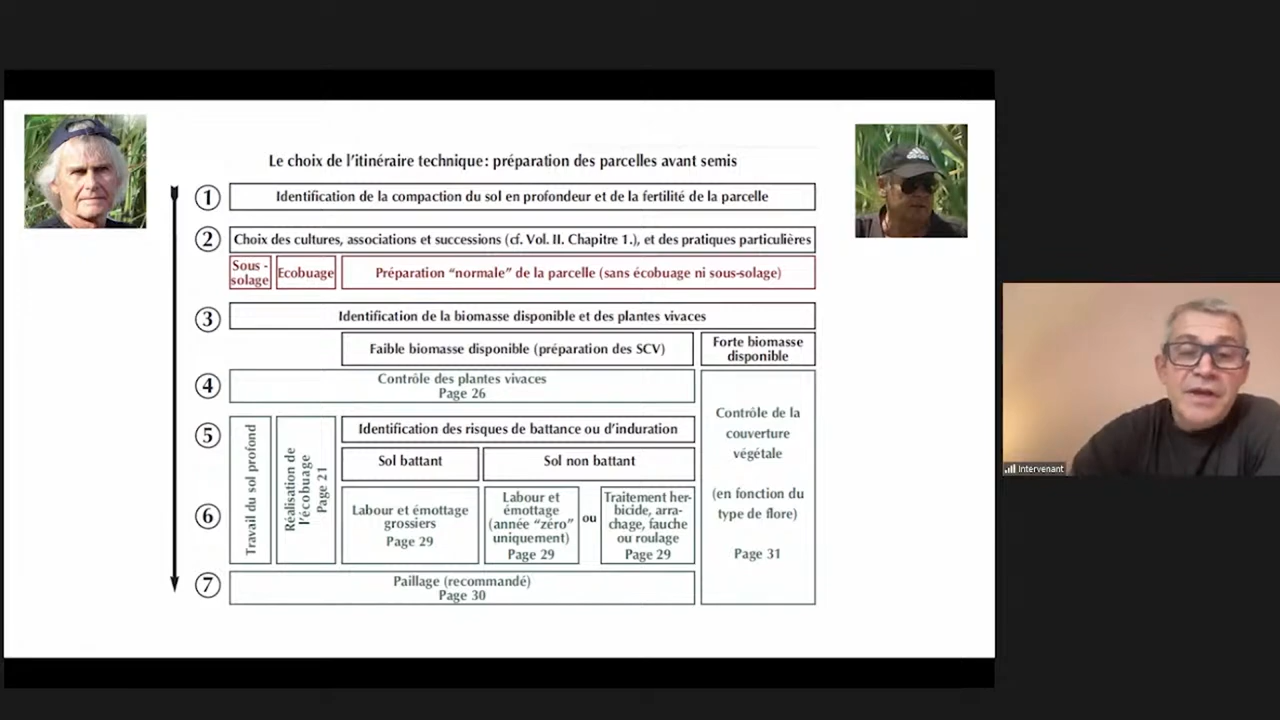 Le choix de l'itinéraire technique: préparation des parcelles avant semis
1
Identification de la compaction du sol en profondeur et de la fertilité de la parcelle
2
Choix des cultures, associations et successions (cf. Vol. II. Chapitre 1.), et des pratiques particulières
Sous-
solage
Ecobuage
Préparation "normale" de la parcelle (sans écobuage ni sous-solage)
3
Identification de la biomasse disponible et des plantes vivaces
Faible biomasse disponible (préparation des SCV)
Forte biomasse
disponible
4
Contrôle des plantes vivaces
Page 26
Contrôle de la
couverture
végétale
(en fonction du
type de flore)
Page 31
5
Travail du sol profond
Réalisation de
l'écobuage
Page 21
Identification des risques de battance ou d'induration
Sol battant
Sol non battant
6
Labour et émottage
grossiers
Page 29
Labour et
émottage
(année "zéro"
uniquement)
Page 29
ou
Traitement her-
bicide, arra-
chage, fauche
ou roulage
Page 29
7
Paillage (recommandé)
Page 30
adidas
Intervenant